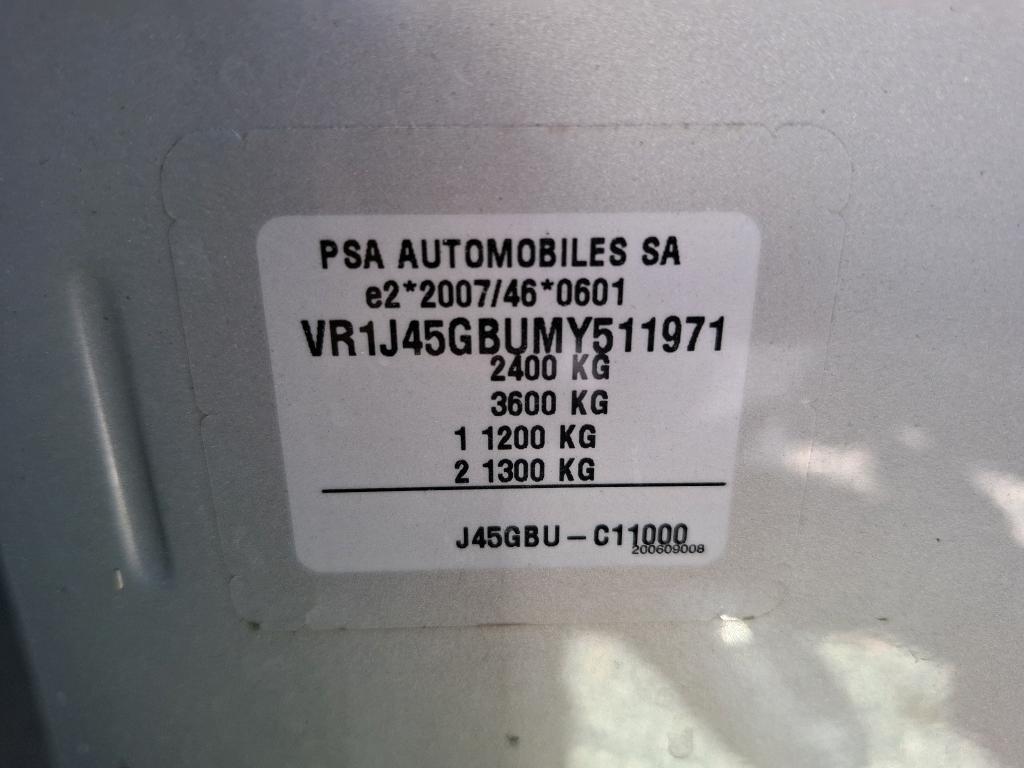 PSA AUTOMOBILES SA
e2*2007/46*0601
VR1J45GBUMY511971
2400 KG
3600 KG
1 1200 KG
2 1300 KG
J45GBU - C11000
200609008